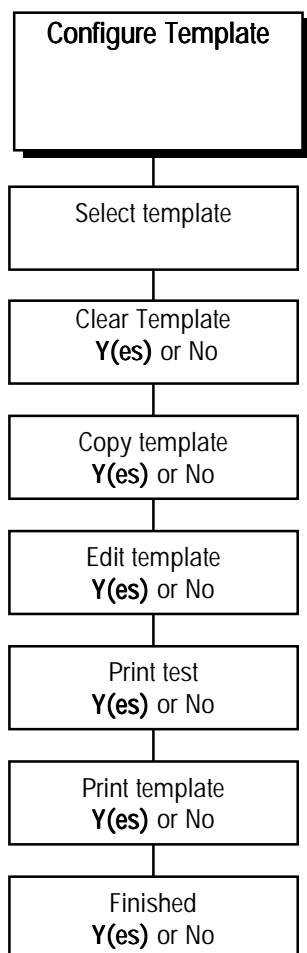 Configure Template
Select template
Clear Template
Y(es) or No
Copy template
Y(es) or No
Edit template
Y(es) or No
Print test
Y(es) or No
Print template
Y(es) or No
Finished
Y(es) or No